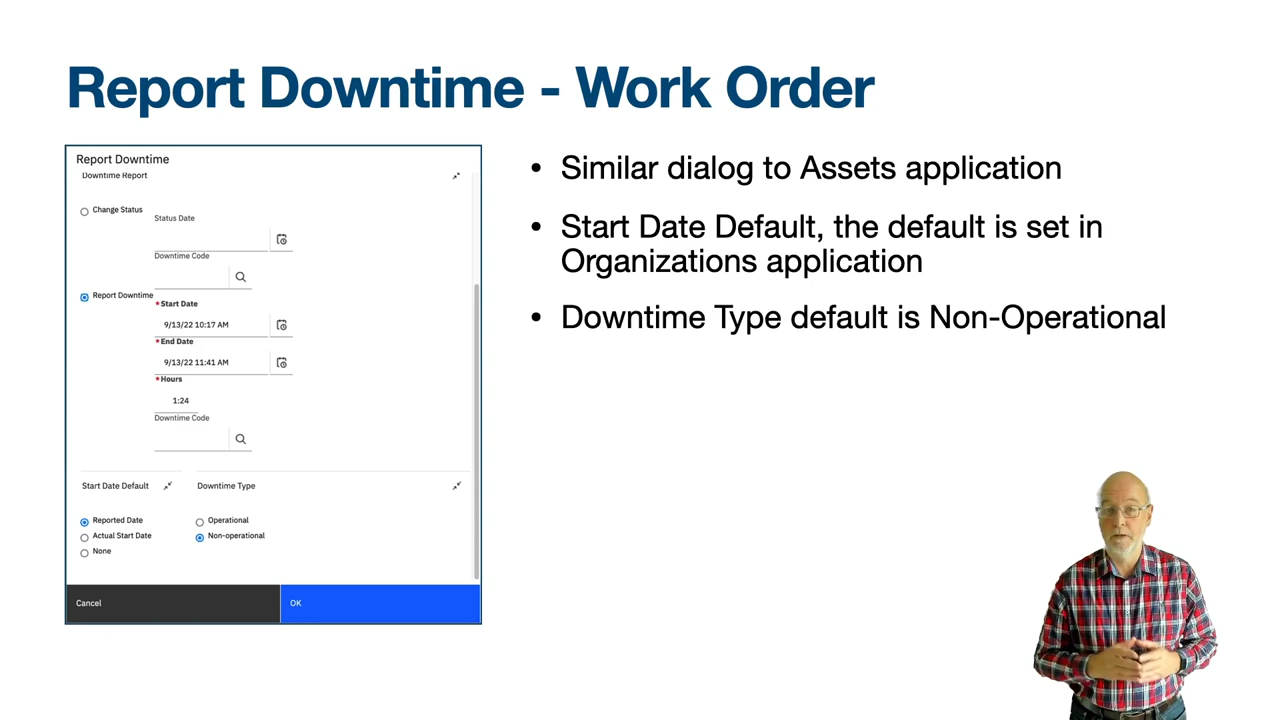 Report Downtime - Work Order
Report Downtime
Downtime Report
Change Status
Status Date
Downtime Code
Report Downtime
*Start Date
9/13/22 10:17 AM
*End Date
9/13/22 11:41 AM
*Hours
1:24
Downtime Code
Start Date Default
Downtime Type
Reported Date
Operational
Actual Start Date
Non-operational
None
Cancel
OK
• Similar dialog to Assets application
• Start Date Default, the default is set in
Organizations application
• Downtime Type default is Non-Operational